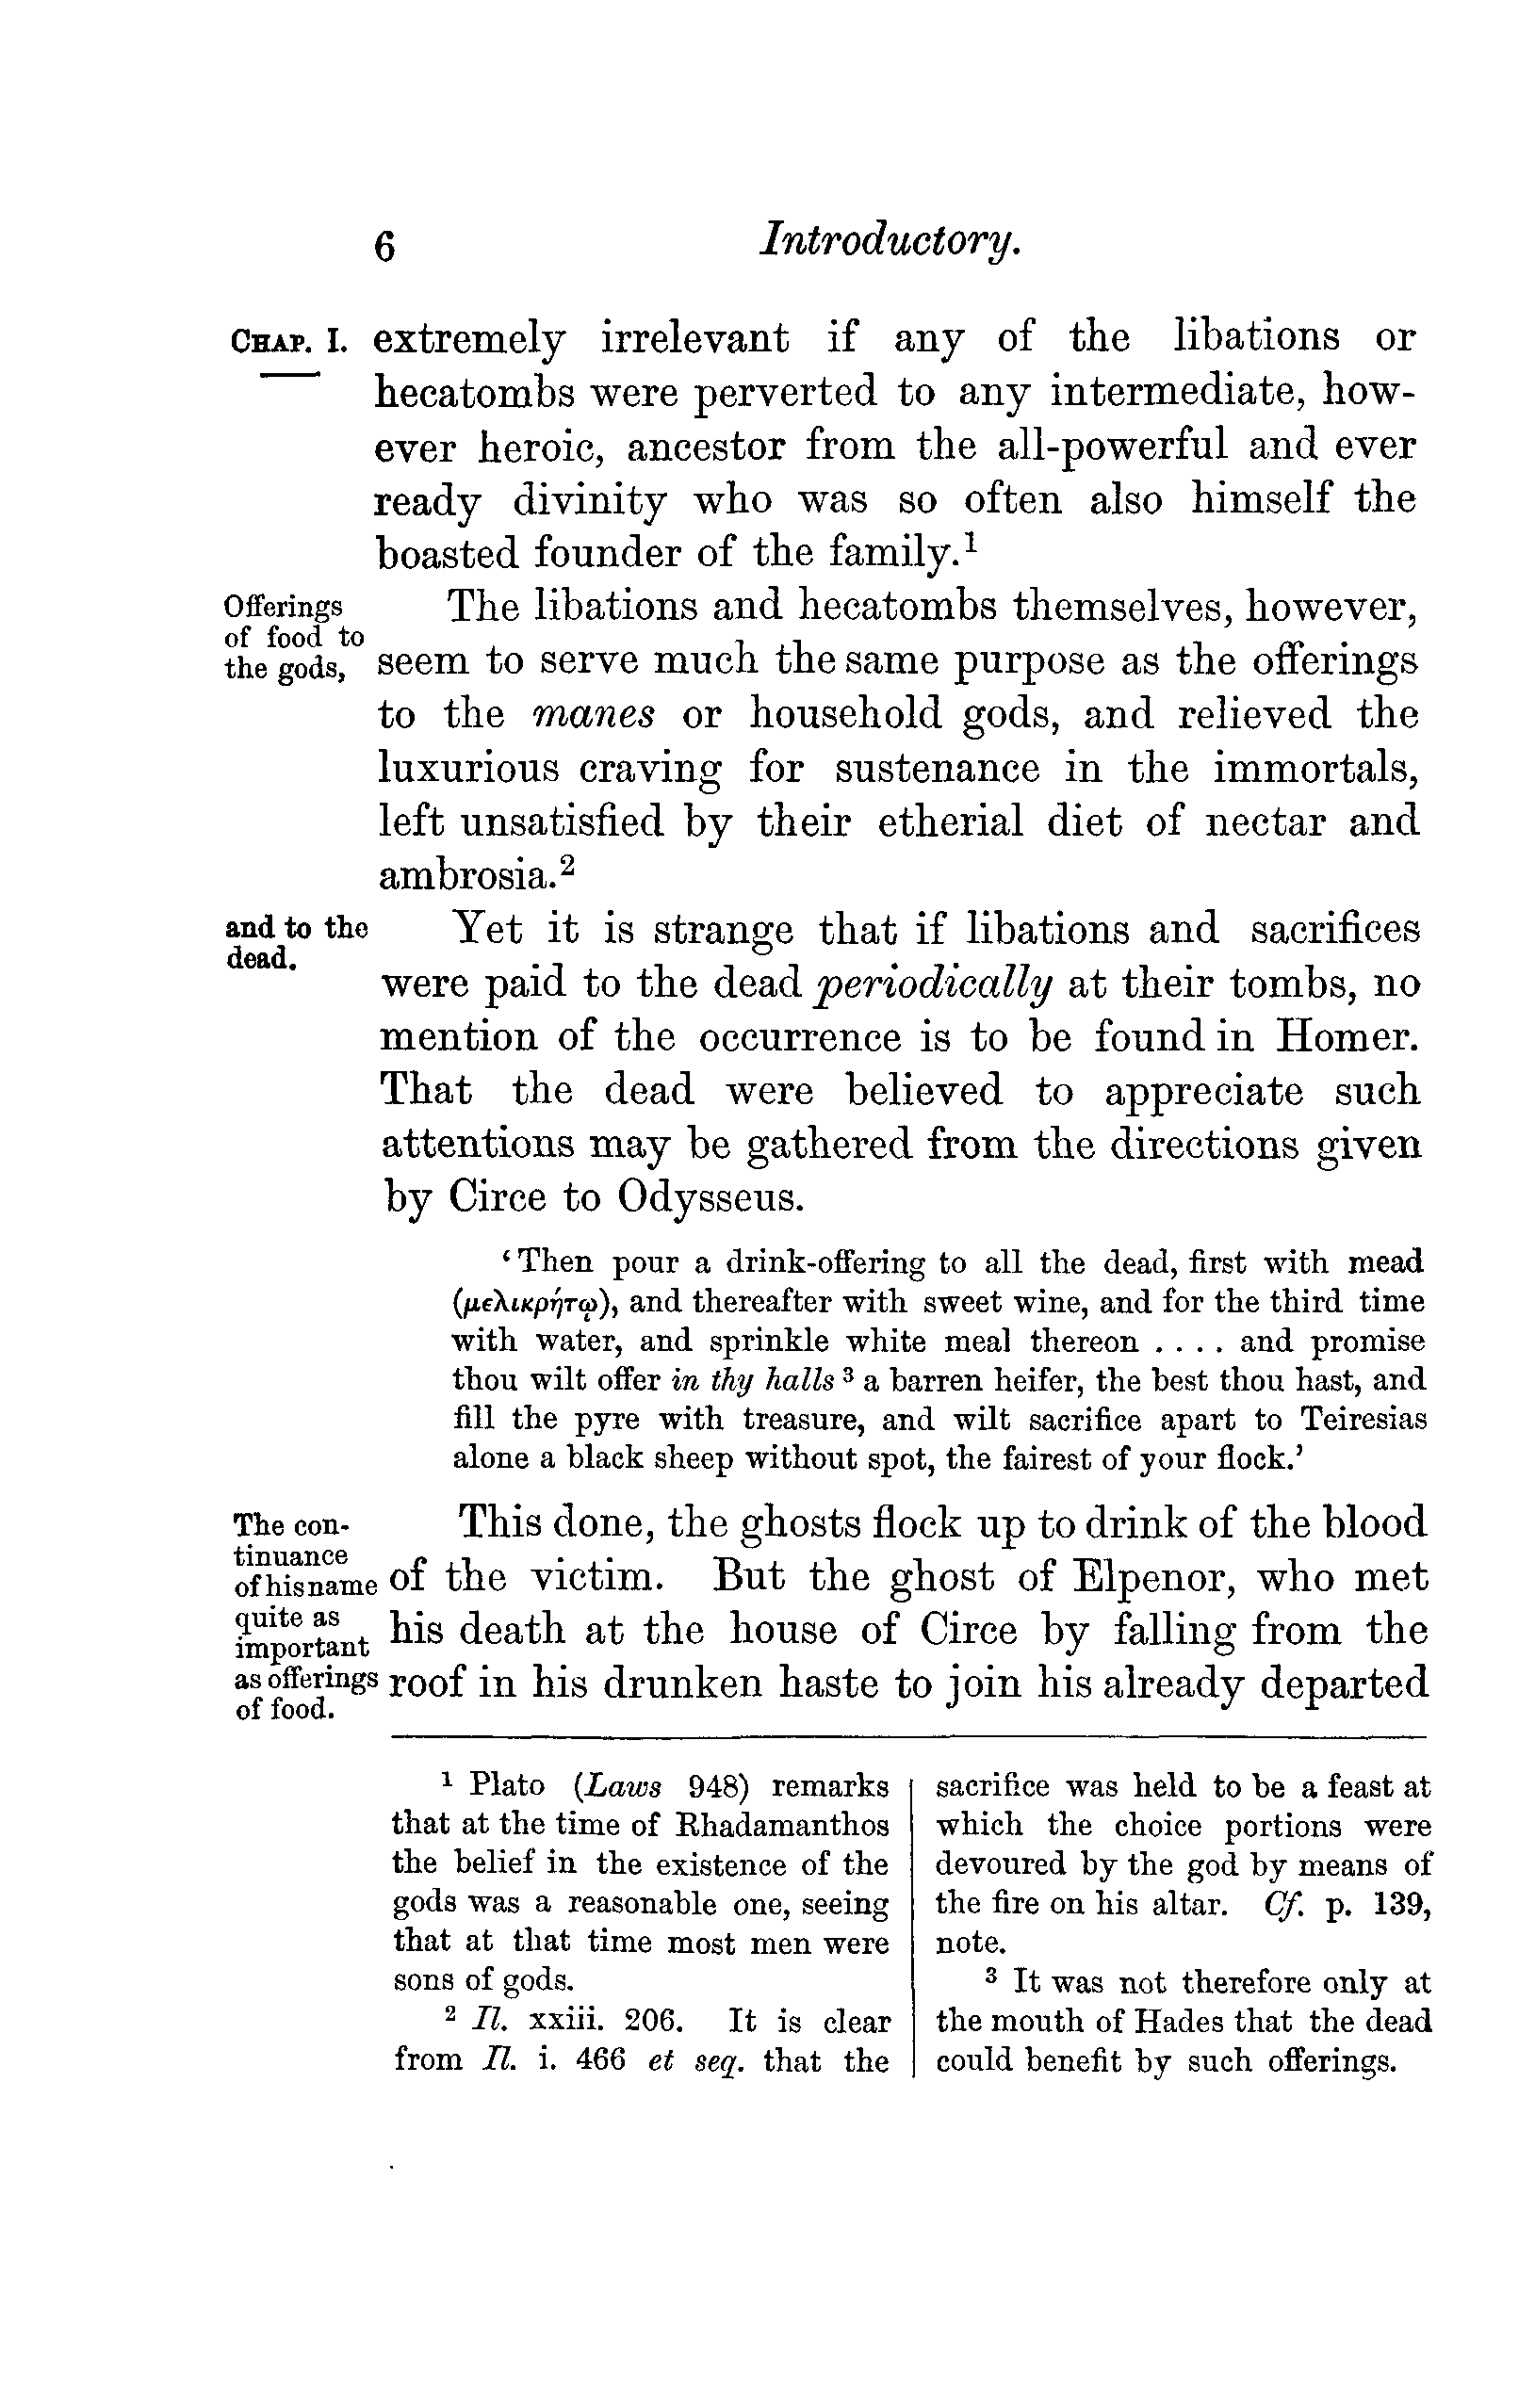 6 Introductory.
CHAP. I.
extremely irrelevant if any of the libations or
hecatombs were perverted to any intermediate, how-
ever heroic, ancestor from the all-powerful and ever
ready divinity who was so often also himself the
boasted founder of the family.¹
Offerings
of food to
the gods,
The libations and hecatombs themselves, however,
seem to serve much the same purpose as the offerings
to the manes or household gods, and relieved the
luxurious craving for sustenance in the immortals,
left unsatisfied by their etherial diet of nectar and
ambrosia.²
and to the
dead.
Yet it is strange that if libations and sacrifices
were paid to the dead periodically at their tombs, no
mention of the occurrence is to be found in Homer.
That the dead were believed to appreciate such
attentions may be gathered from the directions given
by Circe to Odysseus.
‘Then pour a drink-offering to all the dead, first with mead
(μελικρήτῳ), and thereafter with sweet wine, and for the third time
with water, and sprinkle white meal thereon . . . . and promise
thou wilt offer in thy halls ³ a barren heifer, the best thou hast, and
fill the pyre with treasure, and wilt sacrifice apart to Teiresias
alone a black sheep without spot, the fairest of your flock.’
The con-
tinuance
of his name
quite as
important
as offerings
of food.
This done, the ghosts flock up to drink of the blood
of the victim. But the ghost of Elpenor, who met
his death at the house of Circe by falling from the
roof in his drunken haste to join his already departed
¹ Plato (Laws 948) remarks
that at the time of Rhadamanthos
the belief in the existence of the
gods was a reasonable one, seeing
that at that time most men were
sons of gods.
² Il. xxiii. 206. It is clear
from Il. i. 466 et seq. that the
sacrifice was held to be a feast at
which the choice portions were
devoured by the god by means of
the fire on his altar. Cf. p. 139,
note.
³ It was not therefore only at
the mouth of Hades that the dead
could benefit by such offerings.